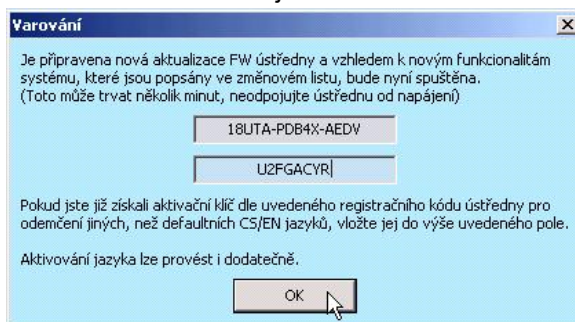 Varování
Je připravena nová aktualizace FW ústředny a vzhledem k novým funkcionalitám
systému, které jsou popsány ve změnovém listu, bude nyní spuštěna.
(Toto může trvat několik minut, neodpojujte ústřednu od napájení)
18UTA-PDB4X-AEDV
U2FGACYR
Pokud jste již získali aktivační klíč dle uvedeného registračního kódu ústředny pro
odemčení jiných, než defaultních CS/EN jazyků, vložte jej do výše uvedeného pole.
Aktivování jazyka lze provést i dodatečně.
OK